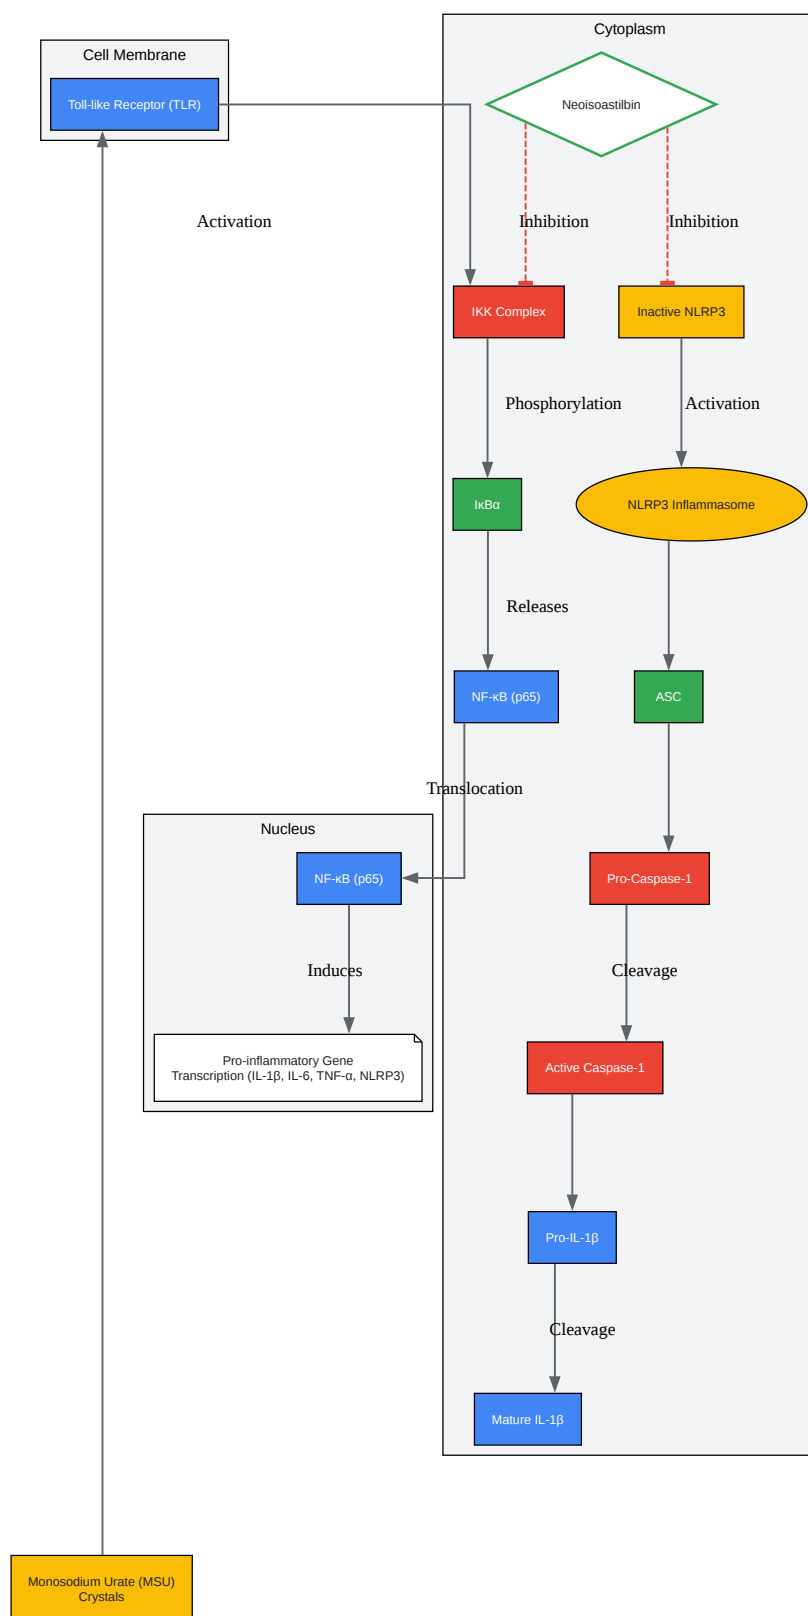 Cytoplasm
Cell Membrane
Toll-like Receptor (TLR)
Neoisoastilbin
Activation
Inhibition
Inhibition
IKK Complex
Inactive NLRP3
Phosphorylation
Activation
IκBα
NLRP3 Inflammasome
Releases
NF-κB (p65)
ASC
Translocation
Nucleus
NF-κB (p65)
Pro-Caspase-1
Induces
Cleavage
Pro-inflammatory Gene
Transcription (IL-1β, IL-6, TNF-α, NLRP3)
Active Caspase-1
Pro-IL-1β
Cleavage
Mature IL-1β
Monosodium Urate (MSU)
Crystals